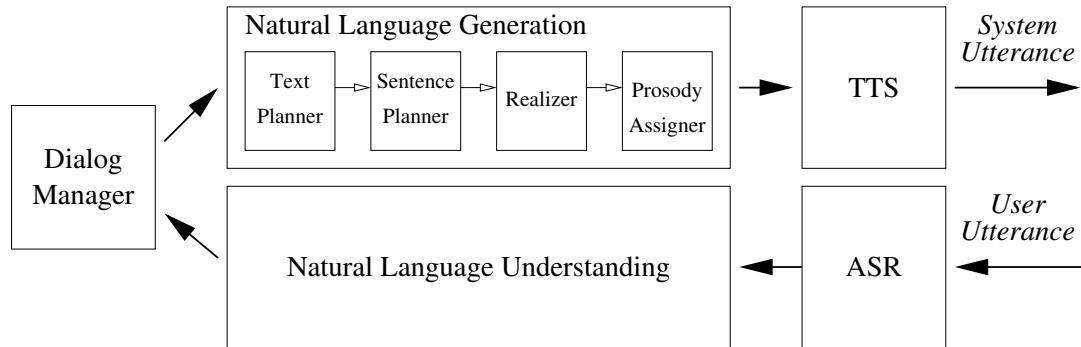 Natural Language Generation
Text
Planner
Sentence
Planner
Realizer
Prosody
Assigner
TTS
System
Utterance
Dialog
Manager
Natural Language Understanding
ASR
User
Utterance